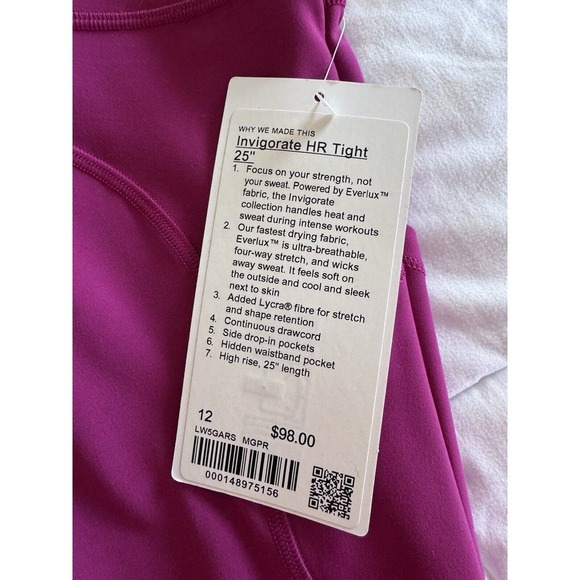 WHY WE MADE THIS
Invigorate HR Tight
25"
1. Focus on your strength, not
your sweat. Powered by Everlux™
fabric, the Invigorate
collection handles heat and
sweat during intense workouts
2. Our fastest drying fabric,
Everlux™ is ultra-breathable,
four-way stretch, and wicks
away sweat. It feels soft on
the outside and cool and sleek
next to skin
3. Added Lycra® fibre for stretch
and shape retention
4. Continuous drawcord
5. Side drop-in pockets
6. Hidden waistband pocket
7. High rise, 25" length
12 $98.00
LW5GARS MGPR
000148975156